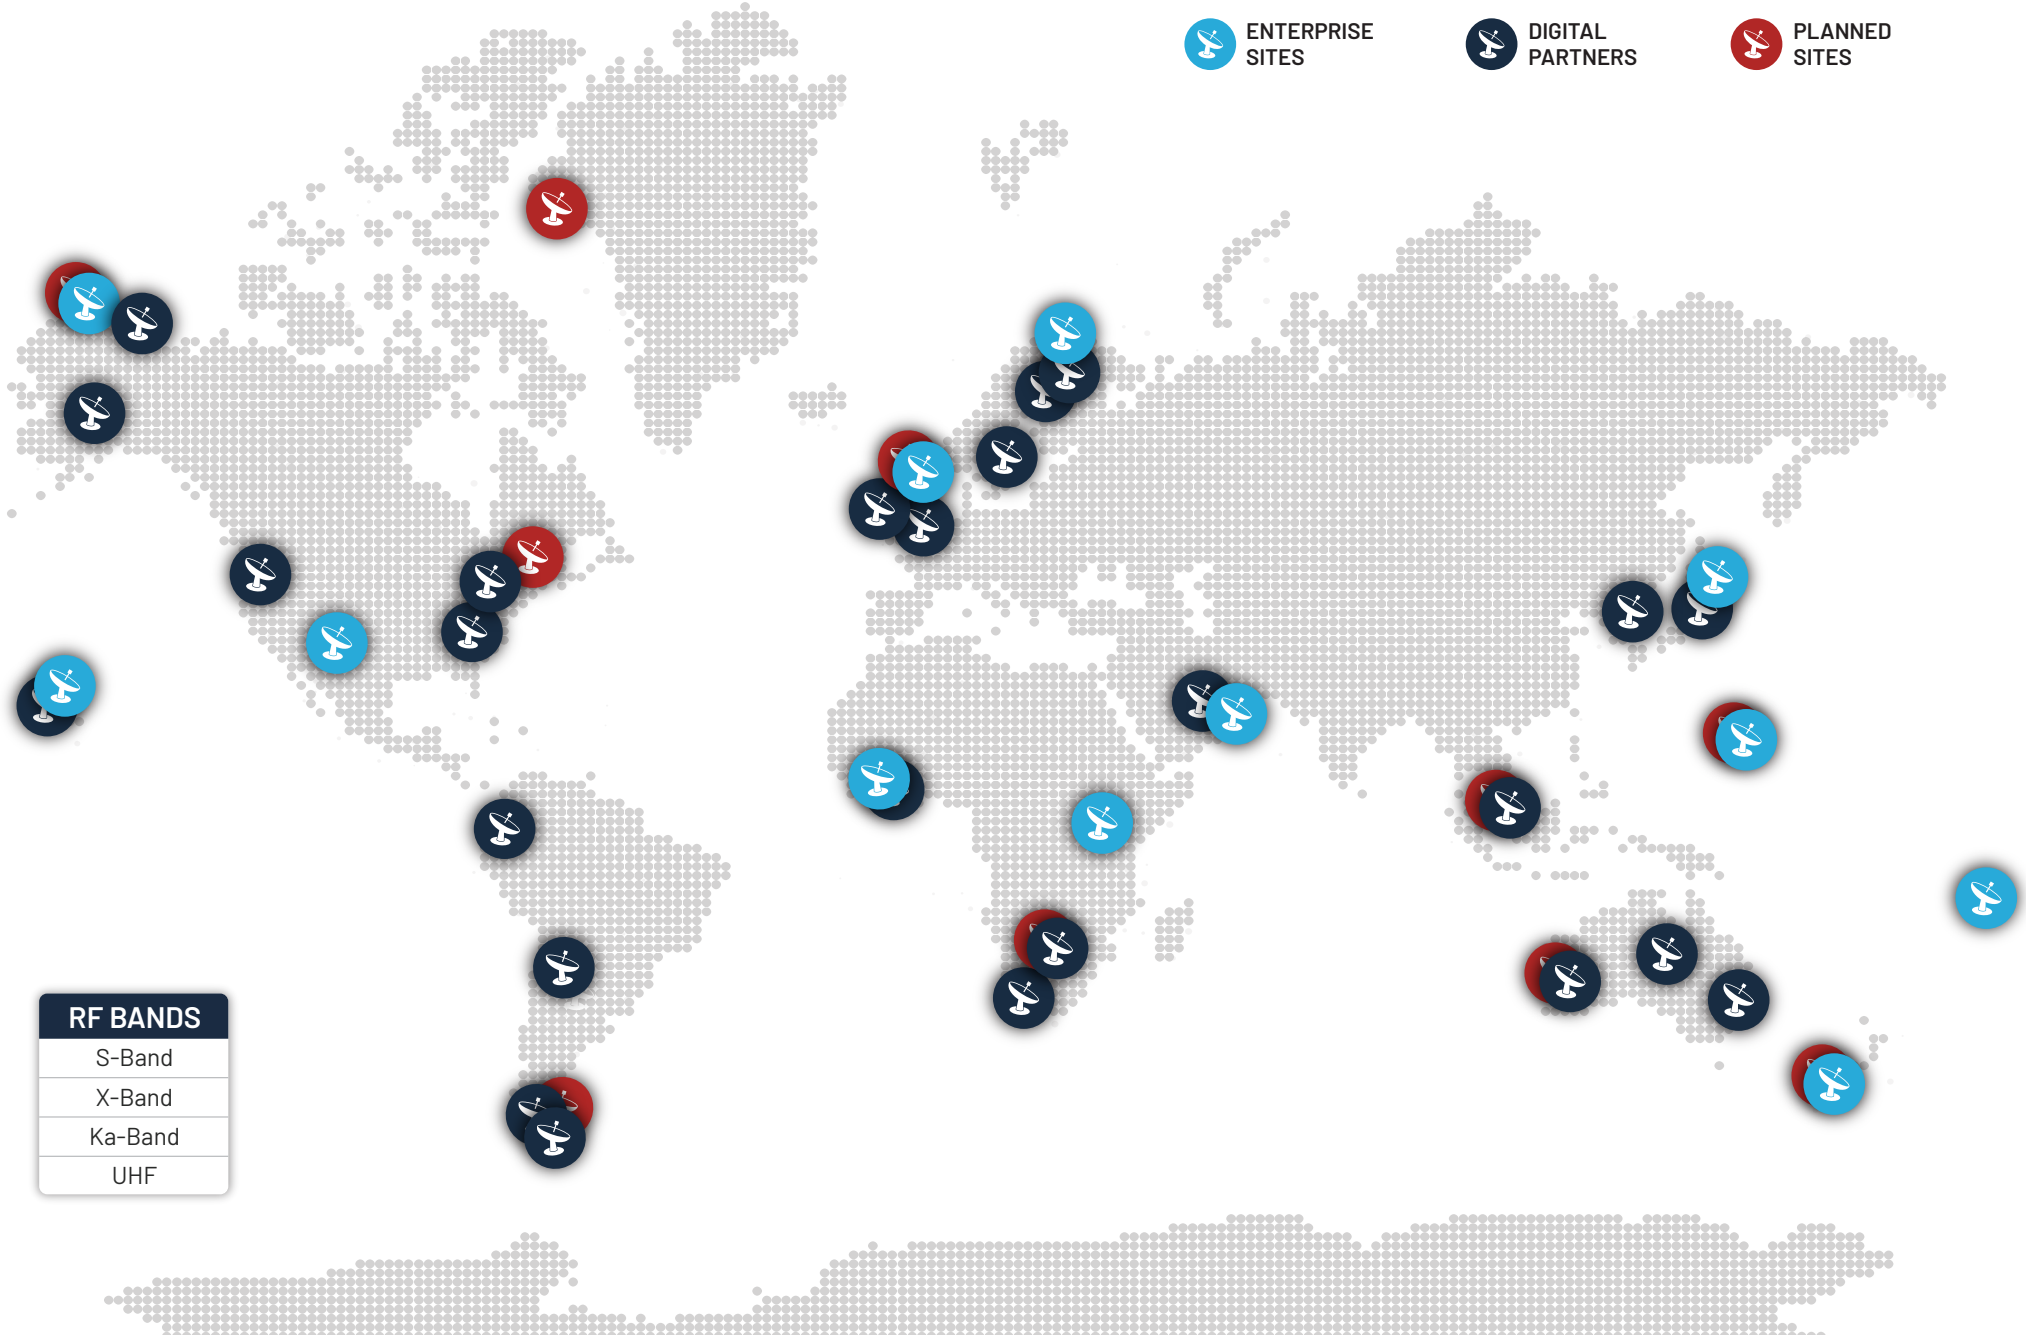 ENTERPRISE
SITES
DIGITAL
PARTNERS
PLANNED
SITES
RF BANDS
S-Band
X-Band
Ka-Band
UHF